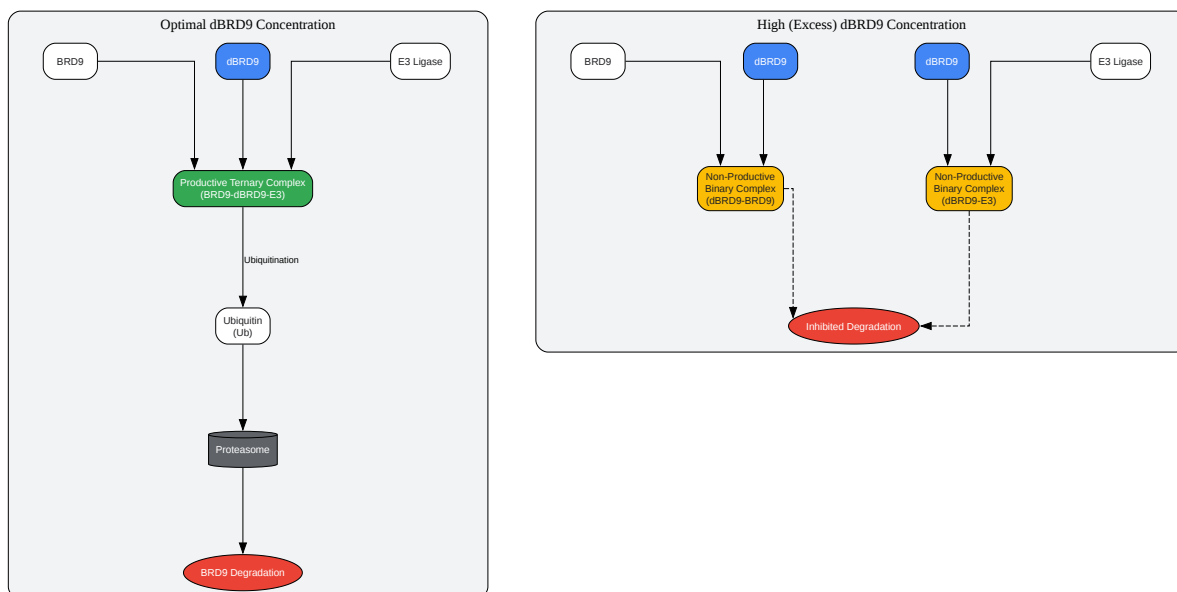 Optimal dBRD9 Concentration
BRD9
dBRD9
E3 Ligase
Productive Ternary Complex
(BRD9-dBRD9-E3)
Ubiquitination
Ubiquitin
(Ub)
Proteasome
BRD9 Degradation
High (Excess) dBRD9 Concentration
BRD9
dBRD9
dBRD9
E3 Ligase
Non-Productive
Binary Complex
(dBRD9-BRD9)
Non-Productive
Binary Complex
(dBRD9-E3)
Inhibited Degradation